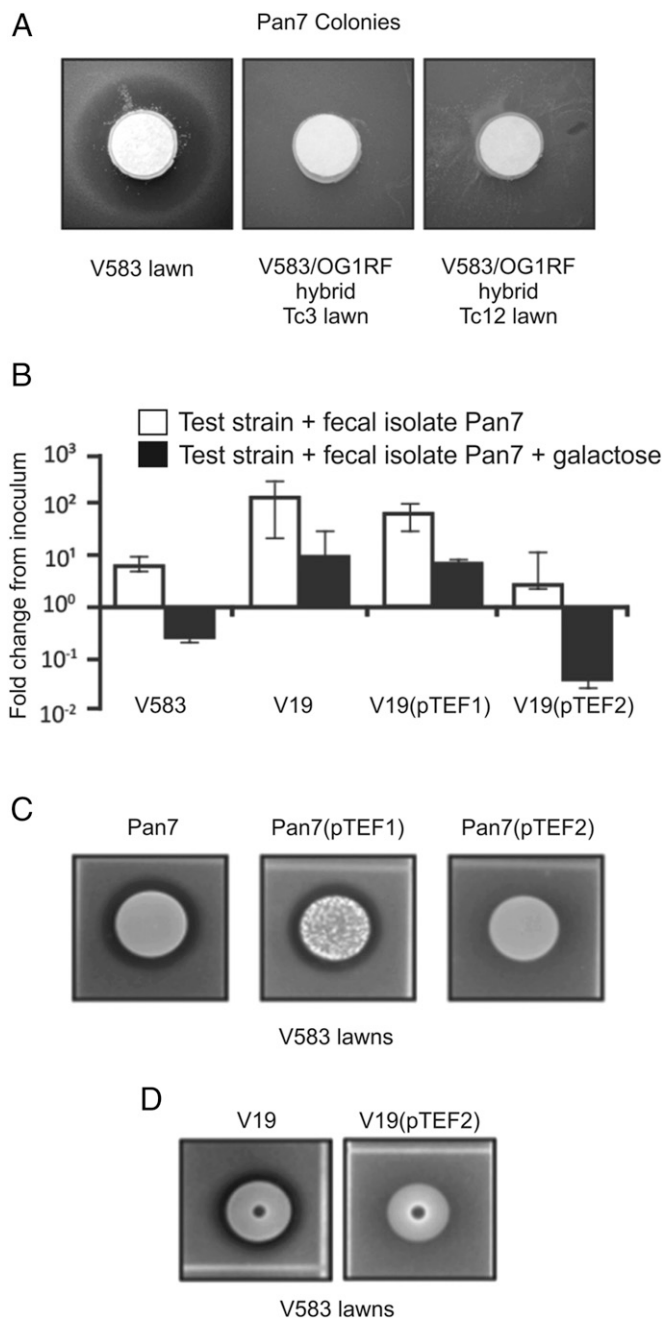 A
Pan7 Colonies
V583 lawn
V583/OG1RF
hybrid
Tc3 lawn
V583/OG1RF
hybrid
Tc12 lawn
B
Test strain + fecal isolate Pan7
Test strain + fecal isolate Pan7 + galactose
Fold change from inoculum
10³
10²
10¹
10⁰
10⁻¹
10⁻²
V583
V19
V19(pTEF1)
V19(pTEF2)
C
Pan7
Pan7(pTEF1)
Pan7(pTEF2)
V583 lawns
D
V19
V19(pTEF2)
V583 lawns